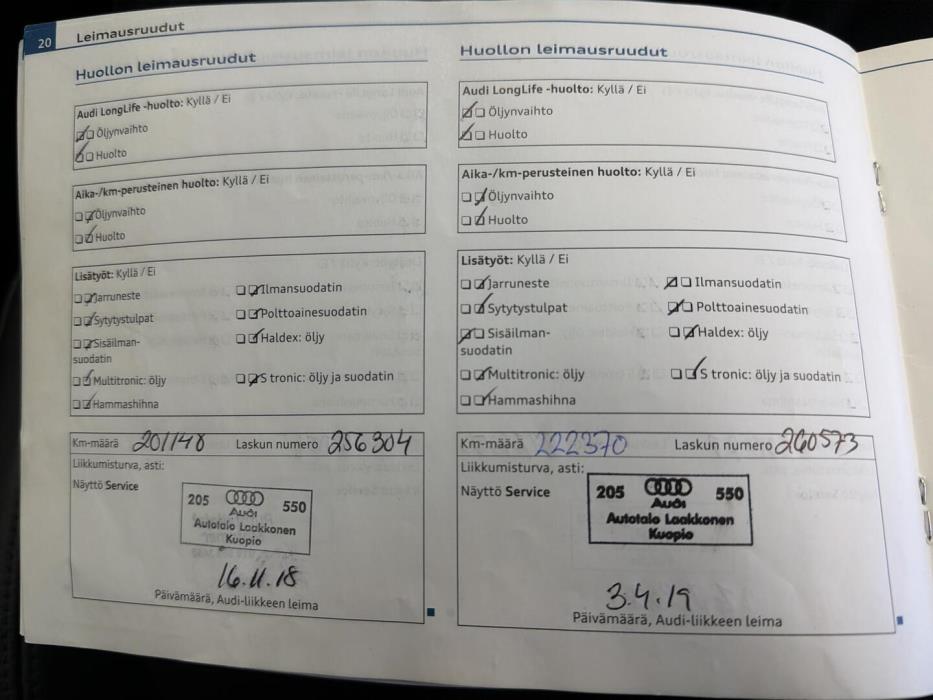 20 Leimausruudut
Huollon leimausruudut
Audi LongLife -huolto: Kyllä / Ei
Öljynvaihto
Huolto
Aika-/km-perusteinen huolto: Kyllä / Ei
Öljynvaihto
Huolto
Lisätyöt: Kyllä / Ei
Jarruneste
Ilmansuodatin
Sytytystulpat
Polttoainesuodatin
Sisäilman-
suodatin
Haldex: öljy
Multitronic: öljy
S tronic: öljy ja suodatin
Hammashihna
Km-määrä 201148 Laskun numero 256304
Liikkumisturva, asti:
Näyttö Service
205 550
Audi
Autotalo Laakkonen
Kuopio
16.11.18
Päivämäärä, Audi-liikkeen leima
Huollon leimausruudut
Audi LongLife -huolto: Kyllä / Ei
Öljynvaihto
Huolto
Aika-/km-perusteinen huolto: Kyllä / Ei
Öljynvaihto
Huolto
Lisätyöt: Kyllä / Ei
Jarruneste
Ilmansuodatin
Sytytystulpat
Polttoainesuodatin
Sisäilman-
suodatin
Haldex: öljy
Multitronic: öljy
S tronic: öljy ja suodatin
Hammashihna
Km-määrä 222370 Laskun numero 260573
Liikkumisturva, asti:
Näyttö Service
205 550
Audi
Autotalo Laakkonen
Kuopio
3.4.19
Päivämäärä, Audi-liikkeen leima